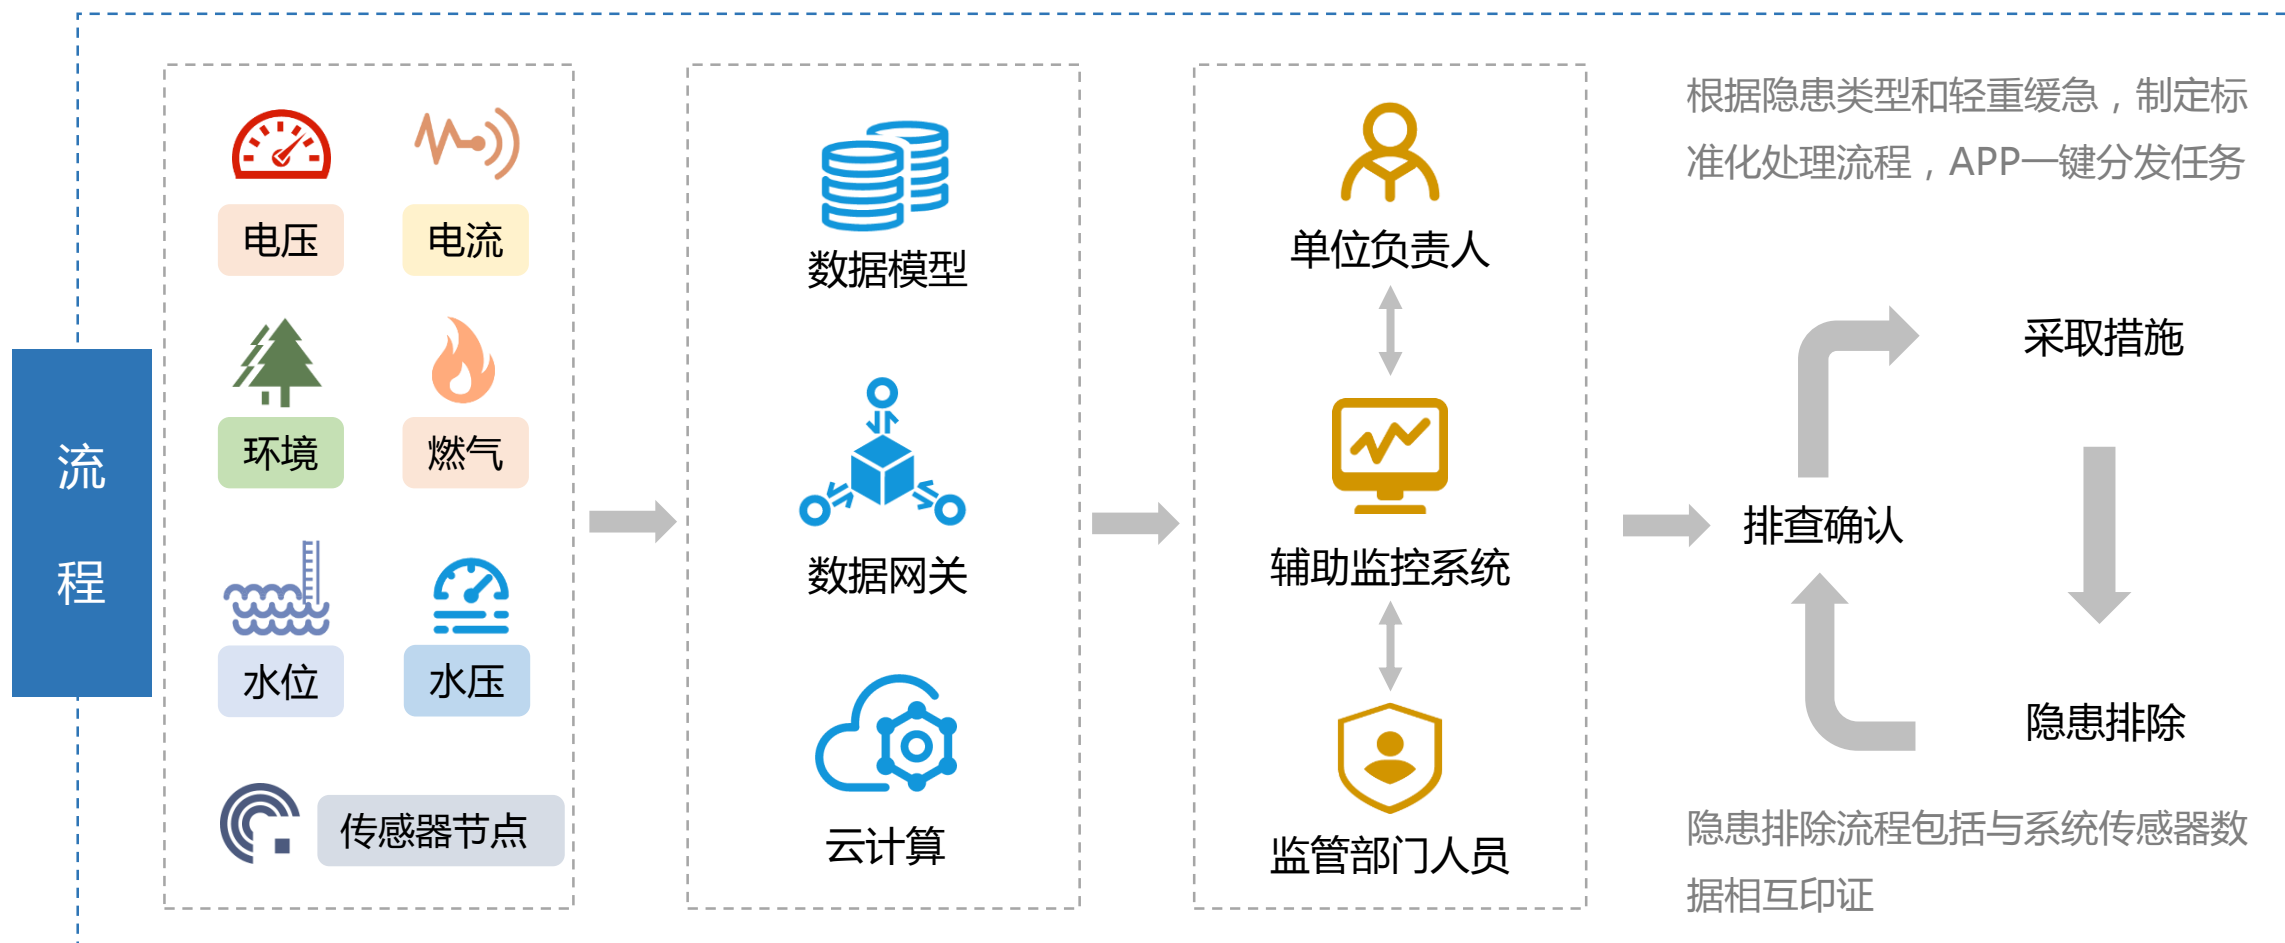 流
程
电压
电流
环境
燃气
水位
水压
传感器节点
数据模型
数据网关
云计算
单位负责人
辅助监控系统
监管部门人员
根据隐患类型和轻重缓急，制定标
准化处理流程，APP一键分发任务
采取措施
排查确认
隐患排除
隐患排除流程包括与系统传感器数
据相互印证